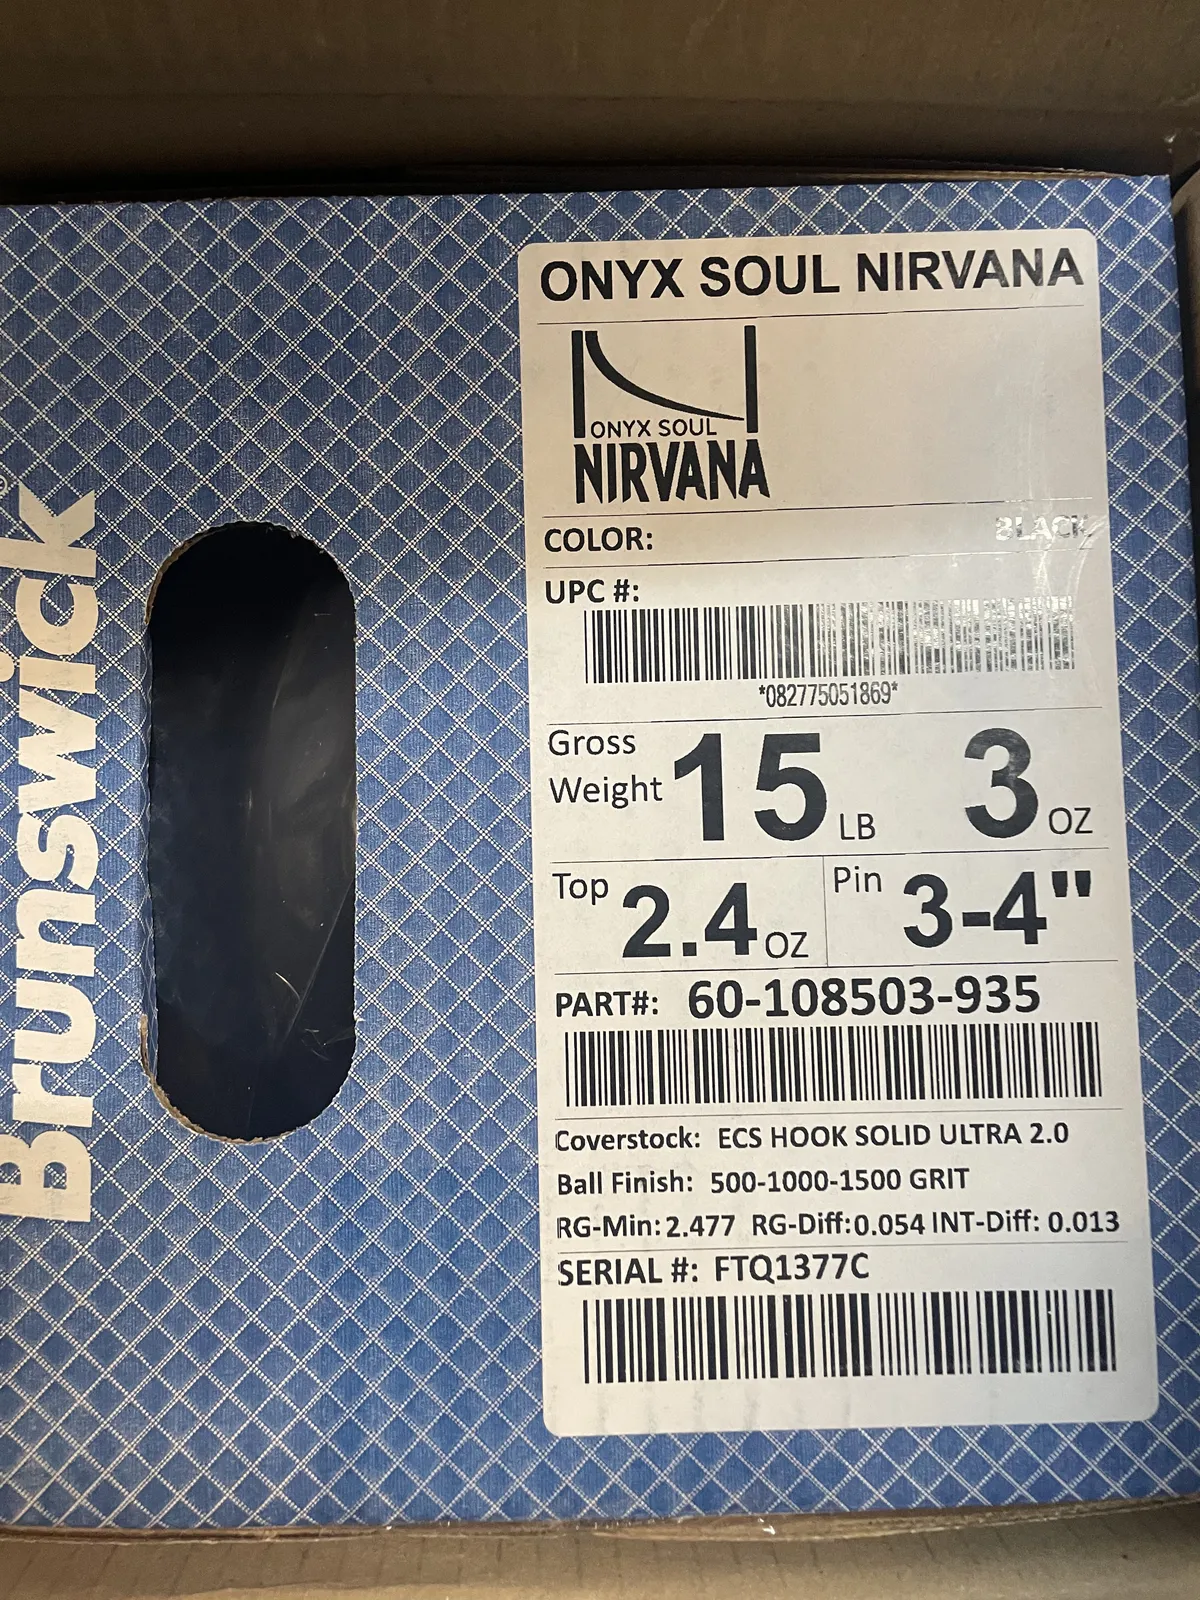 Brunswick
ONYX SOUL NIRVANA
ONYX SOUL
NIRVANA
COLOR: BLACK
UPC #:
*082775051869*
Gross Weight 15 LB 3 OZ
Top 2.4 OZ Pin 3-4"
PART#: 60-108503-935
Coverstock: ECS HOOK SOLID ULTRA 2.0
Ball Finish: 500-1000-1500 GRIT
RG-Min: 2.477 RG-Diff:0.054 INT-Diff: 0.013
SERIAL #: FTQ1377C